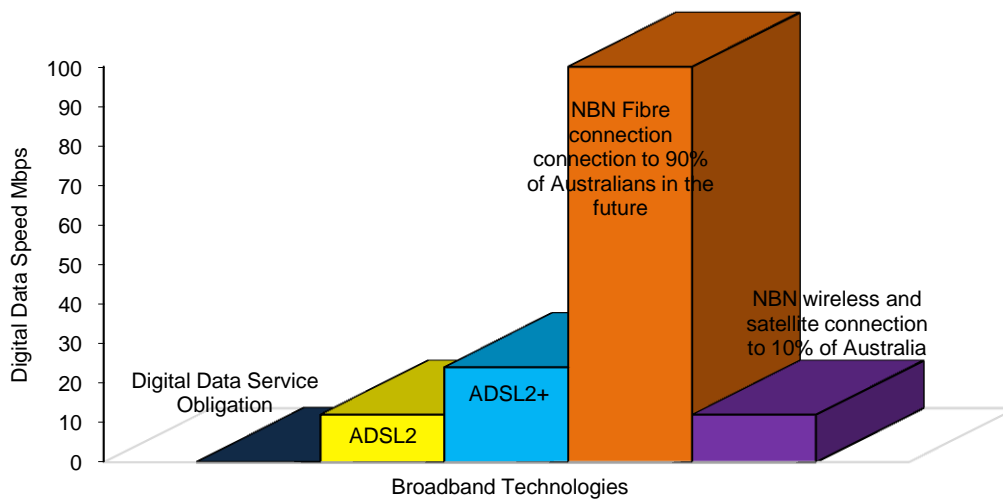 Digital Data Speed Mbps
100
90
80
70
60
50
40
30
20
10
0
Digital Data Service
Obligation
ADSL2
ADSL2+
NBN Fibre
connection
connection to 90%
of Australians in the
future
NBN wireless and
satellite connection
to 10% of Australia
Broadband Technologies